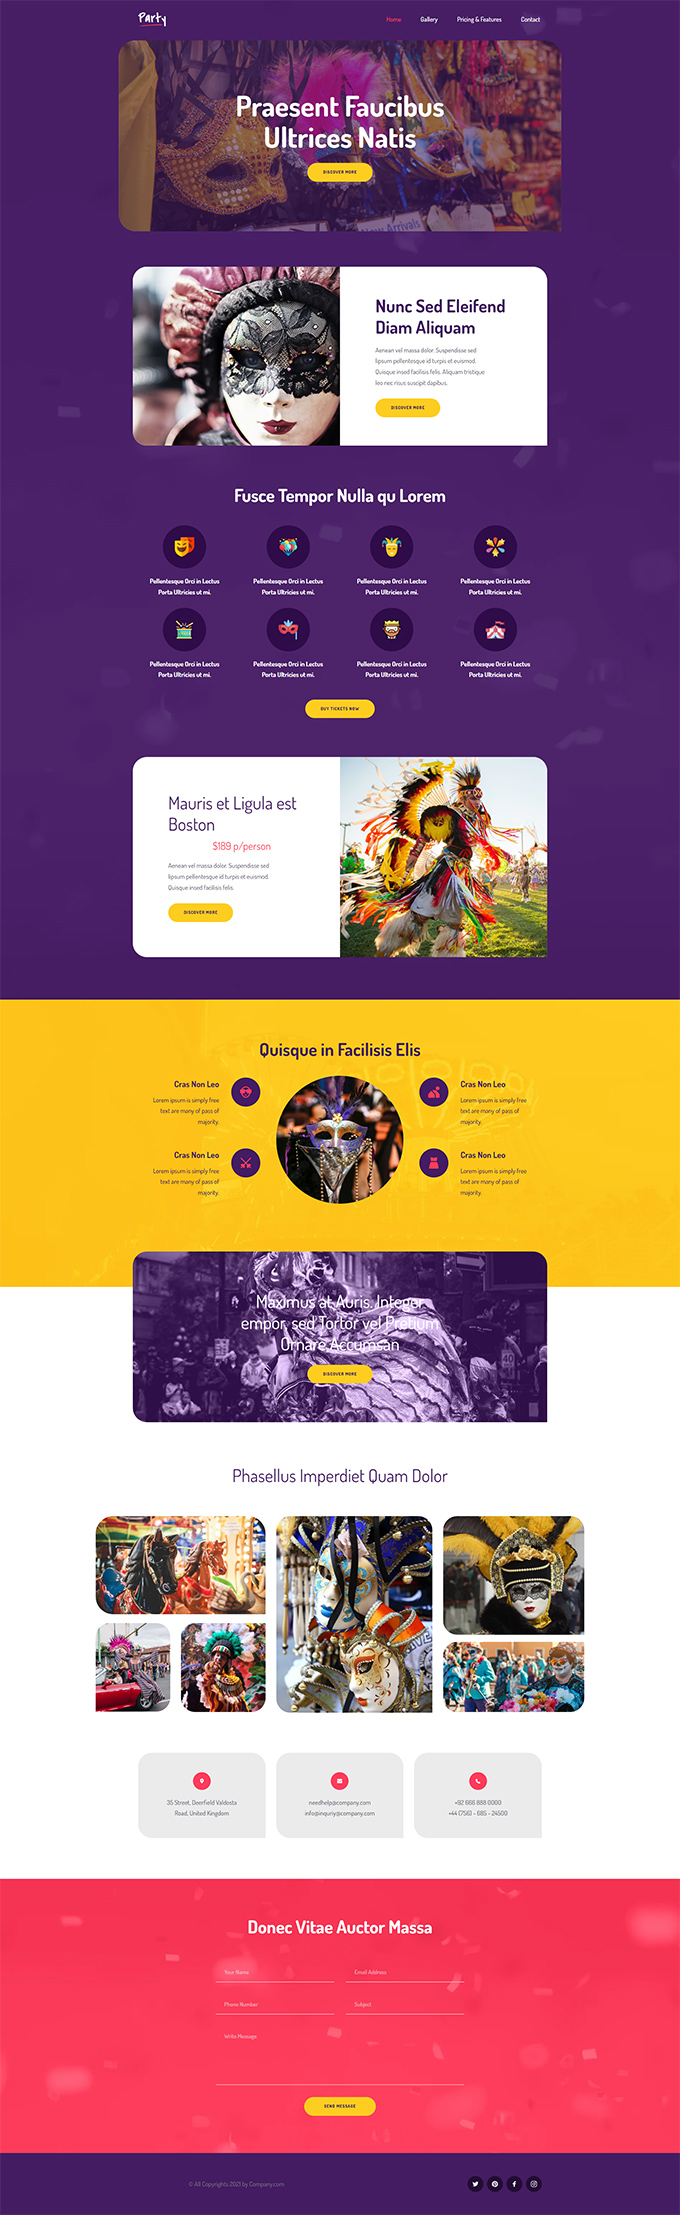 Party
Home Gallery Pricing & Features Contact
Praesent Faucibus
Ultrices Natis
DISCOVER MORE
New Arrivals
Nunc Sed Eleifend
Diam Aliquam
Aenean vel massa dolor. Suspendisse sed
lipsum pellentesque id turpis et euismod.
Quisque insed facilisis felis. Aliquam tristique
leo nec risus suscipit dapibus.
DISCOVER MORE
Fusce Tempor Nulla qu Lorem
Pellentesque Orci in Lectus
Porta Ultricies ut mi.
Pellentesque Orci in Lectus
Porta Ultricies ut mi.
Pellentesque Orci in Lectus
Porta Ultricies ut mi.
Pellentesque Orci in Lectus
Porta Ultricies ut mi.
Pellentesque Orci in Lectus
Porta Ultricies ut mi.
Pellentesque Orci in Lectus
Porta Ultricies ut mi.
Pellentesque Orci in Lectus
Porta Ultricies ut mi.
Pellentesque Orci in Lectus
Porta Ultricies ut mi.
BUY TICKETS NOW
Mauris et Ligula est
Boston
$189 p/person
Aenean vel massa dolor. Suspendisse sed
lipsum pellentesque id turpis et euismod.
Quisque insed facilisis felis.
DISCOVER MORE
Quisque in Facilisis Elis
Cras Non Leo
Lorem ipsum is simply free
text are many of pass of
majority.
Cras Non Leo
Lorem ipsum is simply free
text are many of pass of
majority.
Cras Non Leo
Lorem ipsum is simply free
text are many of pass of
majority.
Cras Non Leo
Lorem ipsum is simply free
text are many of pass of
majority.
Maximus at Auris. Integer
empor, sed Tortor vel Pretium
Ornare Accumsan
DISCOVER MORE
Phasellus Imperdiet Quam Dolor
35 Street, Deerfield Valdosta
Road, United Kingdom
needhelp@company.com
info@inquriy@company.com
+92 666 888 0000
+44 (756) - 685 - 24500
Donec Vitae Auctor Massa
Your Name
Email Address
Phone Number
Subject
Write Message
SEND MESSAGE
© All Copyrights 2021 by Company.com